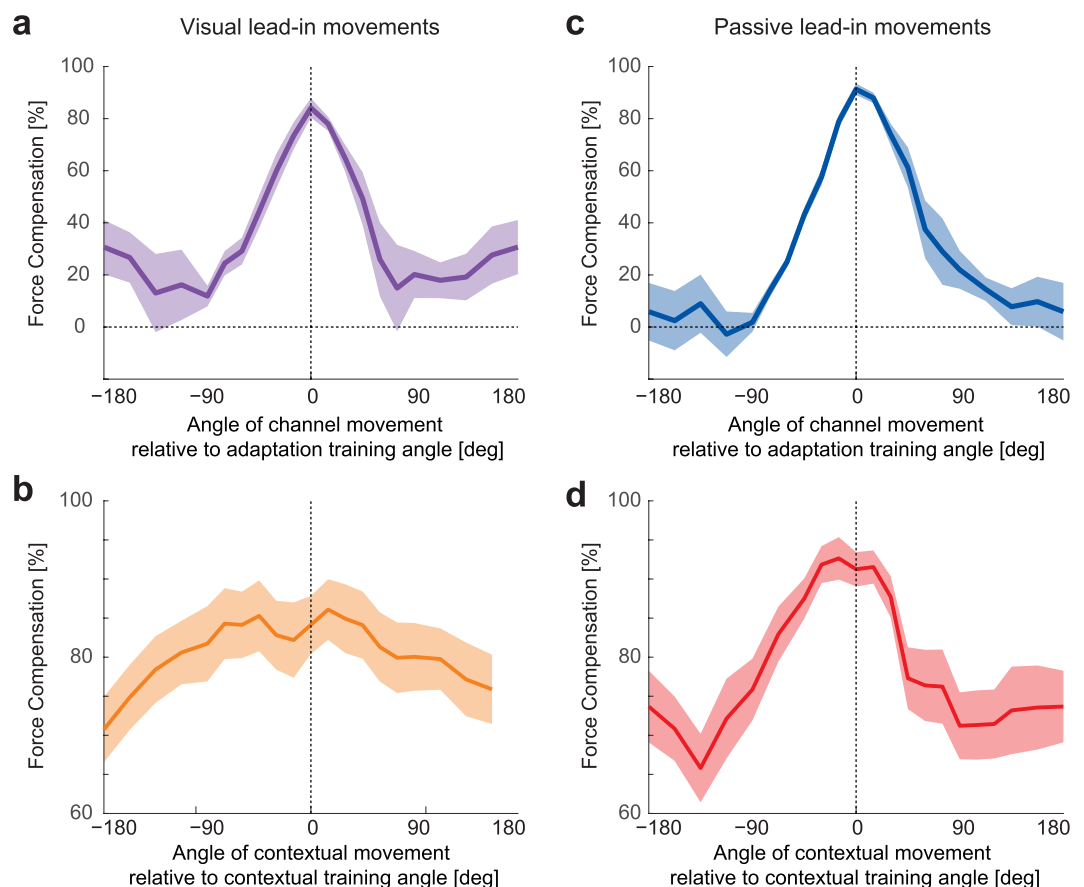 a
Visual lead-in movements
Force Compensation [%]
100
80
60
40
20
0
−180
−90
0
90
180
Angle of channel movement
relative to adaptation training angle [deg]
c
Passive lead-in movements
Force Compensation [%]
100
80
60
40
20
0
−180
−90
0
90
180
Angle of channel movement
relative to adaptation training angle [deg]
b
Force Compensation [%]
100
80
60
−180
−90
0
90
180
Angle of contextual movement
relative to contextual training angle [deg]
d
Force Compensation [%]
100
80
60
−180
−90
0
90
180
Angle of contextual movement
relative to contextual training angle [deg]